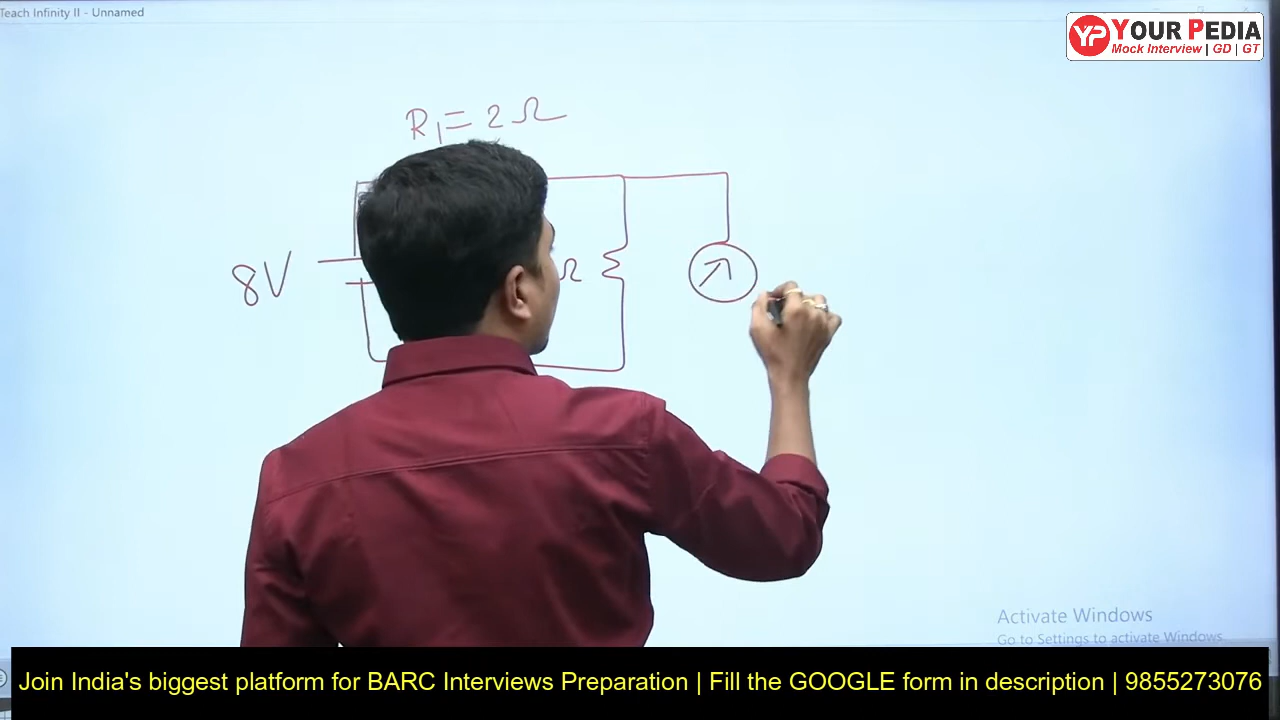 Teach Infinity II - Unnamed
YP YOUR PEDIA
Mock Interview | GD | GT
R1 = 2 Ω
8V
Ω
Activate Windows
Go to Settings to activate Windows
Join India's biggest platform for BARC Interviews Preparation | Fill the GOOGLE form in description | 9855273076